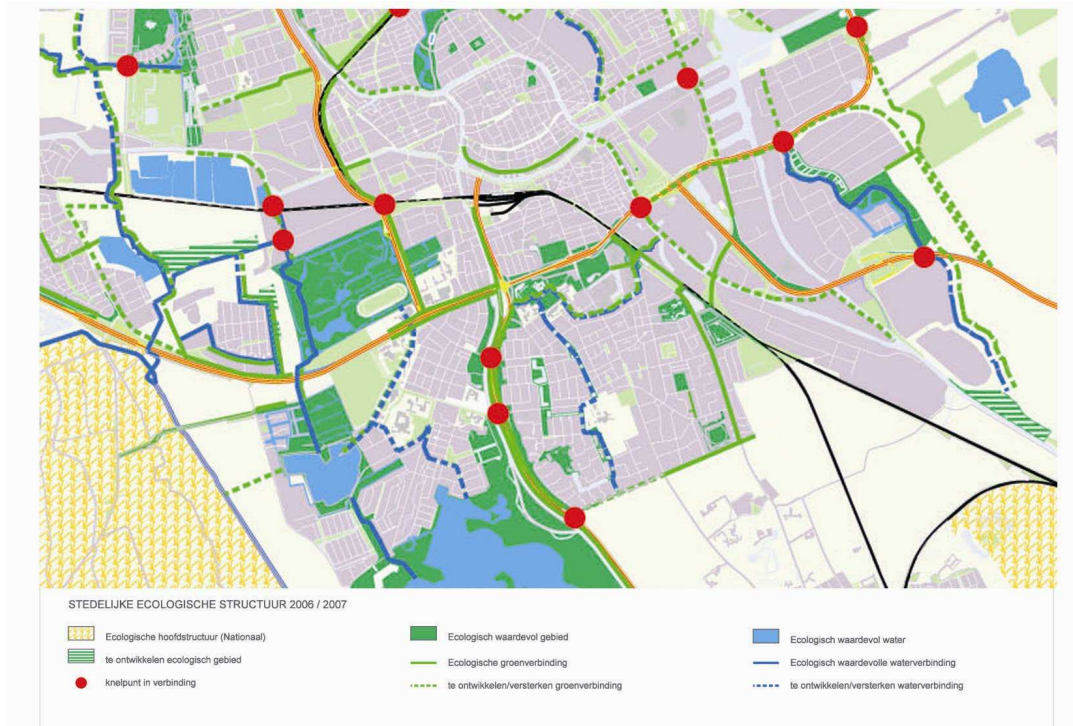 STEDELIJKE ECOLOGISCHE STRUCTUUR 2006 / 2007
Ecologische hoofdstructuur (Nationaal)
te ontwikkelen ecologisch gebied
knelpunt in verbinding
Ecologisch waardevol gebied
Ecologische groenverbinding
te ontwikkelen/versterken groenverbinding
Ecologisch waardevol water
Ecologisch waardevolle waterverbinding
te ontwikkelen/versterken waterverbinding